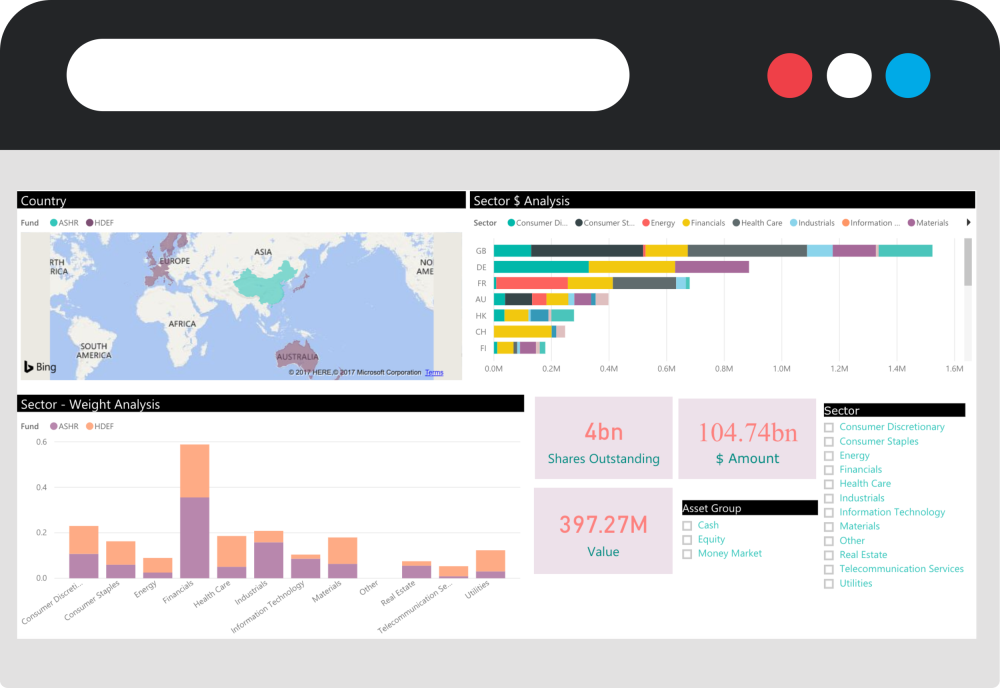 Country
Fund ASHR HDEF
RTH
RICA
EUROPE
ASIA
NO
AME
AFRICA
SOUTH
AMERICA
AUSTRALIA
Bing
© 2017 HERE,© 2017 Microsoft Corporation Terms
Sector $ Analysis
Sector Consumer Di... Consumer St... Energy Financials Health Care Industrials Information ... Materials
GB
DE
FR
AU
HK
CH
FI
0.0M 0.2M 0.4M 0.6M 0.8M 1.0M 1.2M 1.4M 1.6M
Sector - Weight Analysis
Fund ASHR HDEF
0.6
0.4
0.2
0.0
Consumer Discreti... Consumer Staples Energy Financials Health Care Industrials Information Technology Materials Other Real Estate Telecommunication Se... Utilities
4bn
Shares Outstanding
104.74bn
$ Amount
397.27M
Value
Asset Group
Cash
Equity
Money Market
Sector
Consumer Discretionary
Consumer Staples
Energy
Financials
Health Care
Industrials
Information Technology
Materials
Other
Real Estate
Telecommunication Services
Utilities